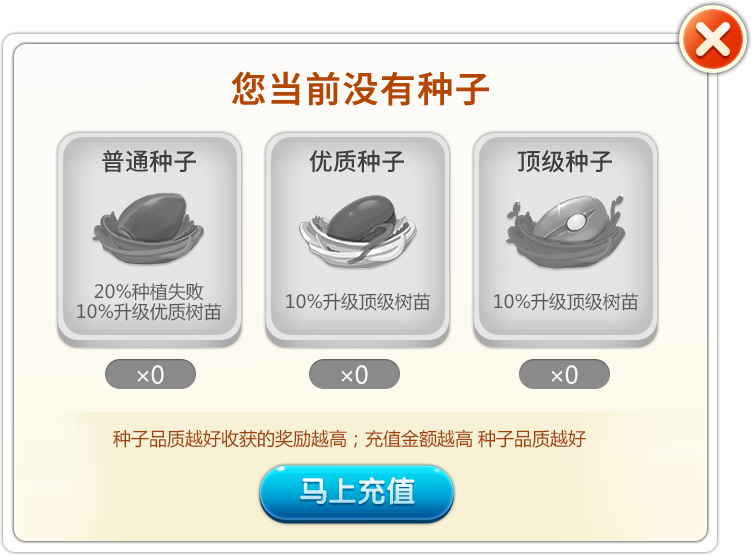 您当前没有种子
普通种子
优质种子
顶级种子
20%种植失败
10%升级优质树苗
10%升级顶级树苗
10%升级顶级树苗
×0
×0
×0
种子品质越好收获的奖励越高；充值金额越高 种子品质越好
马上充值